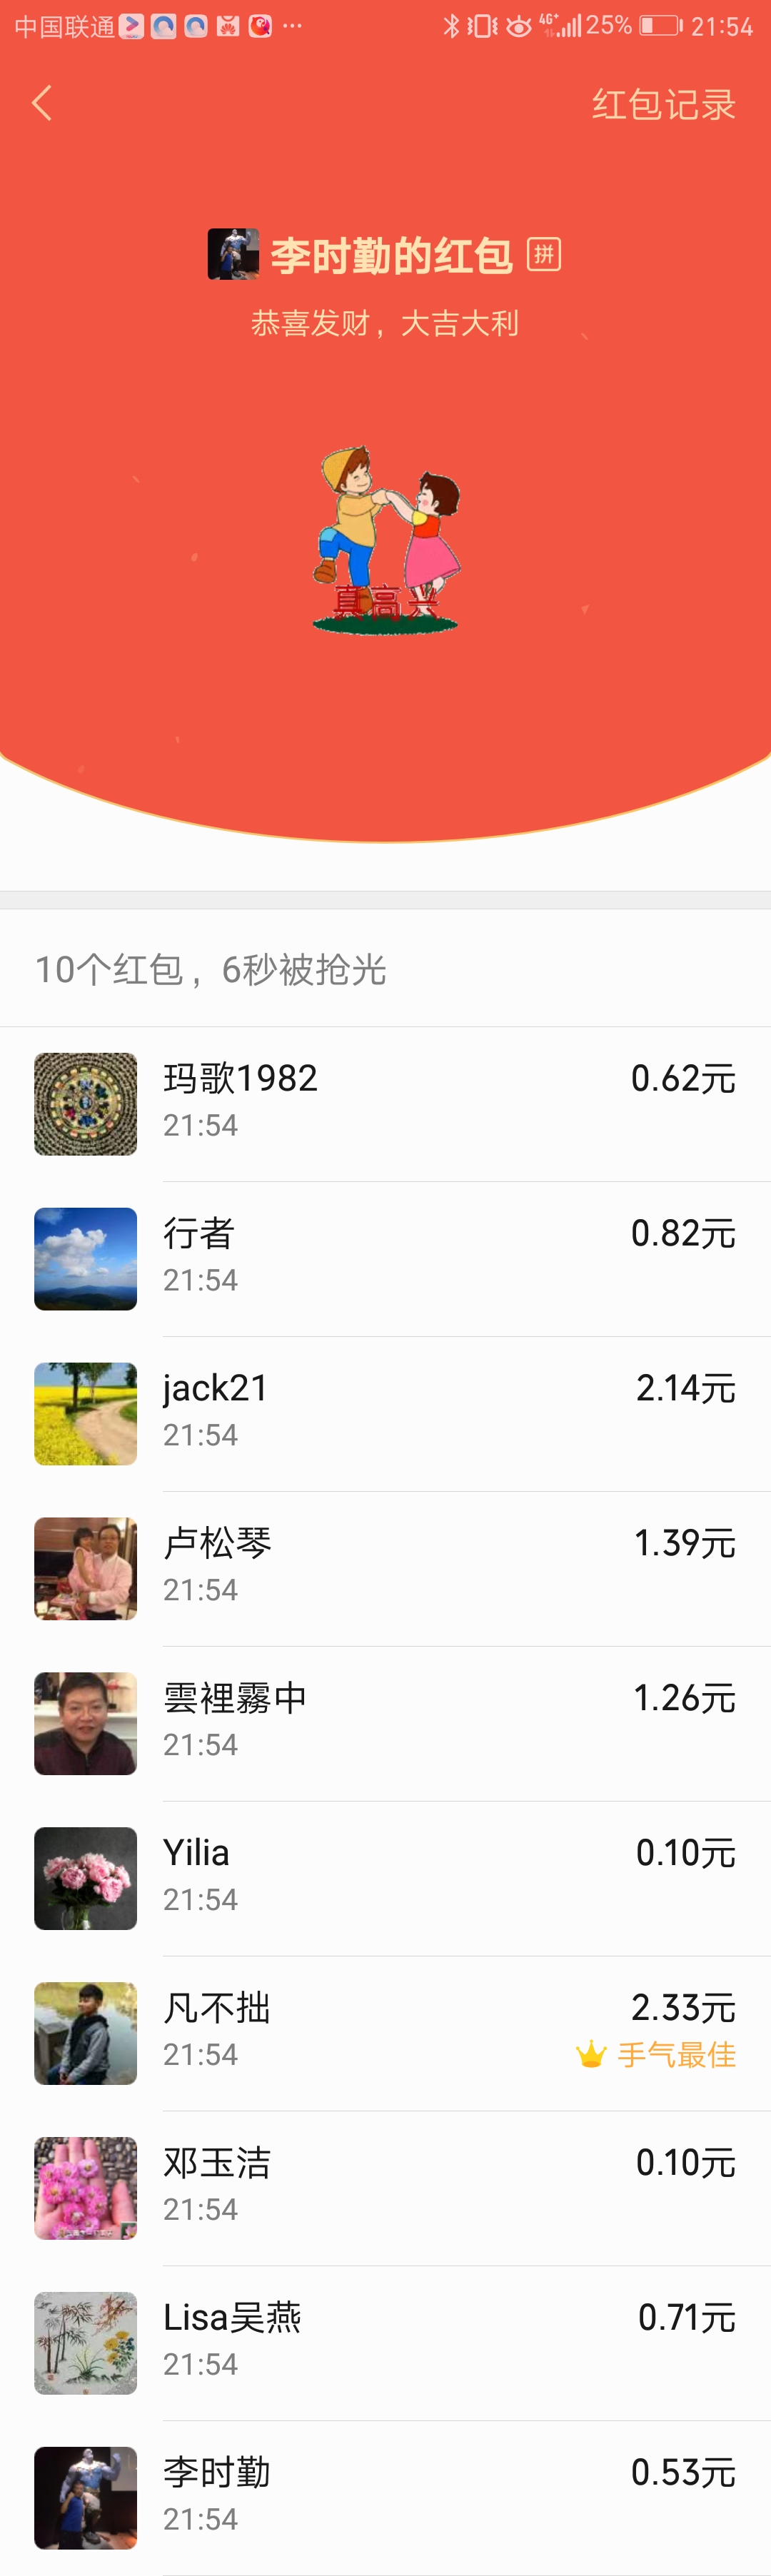 中国联通 4G+ 25% 21:54
红包记录
李时勤的红包 拼
恭喜发财，大吉大利
真高兴
10个红包，6秒被抢光
玛歌1982 0.62元
21:54
行者 0.82元
21:54
jack21 2.14元
21:54
卢松琴 1.39元
21:54
雲裡霧中 1.26元
21:54
Yilia 0.10元
21:54
凡不拙 2.33元
21:54 手气最佳
邓玉洁 0.10元
21:54
Lisa吴燕 0.71元
21:54
李时勤 0.53元
21:54